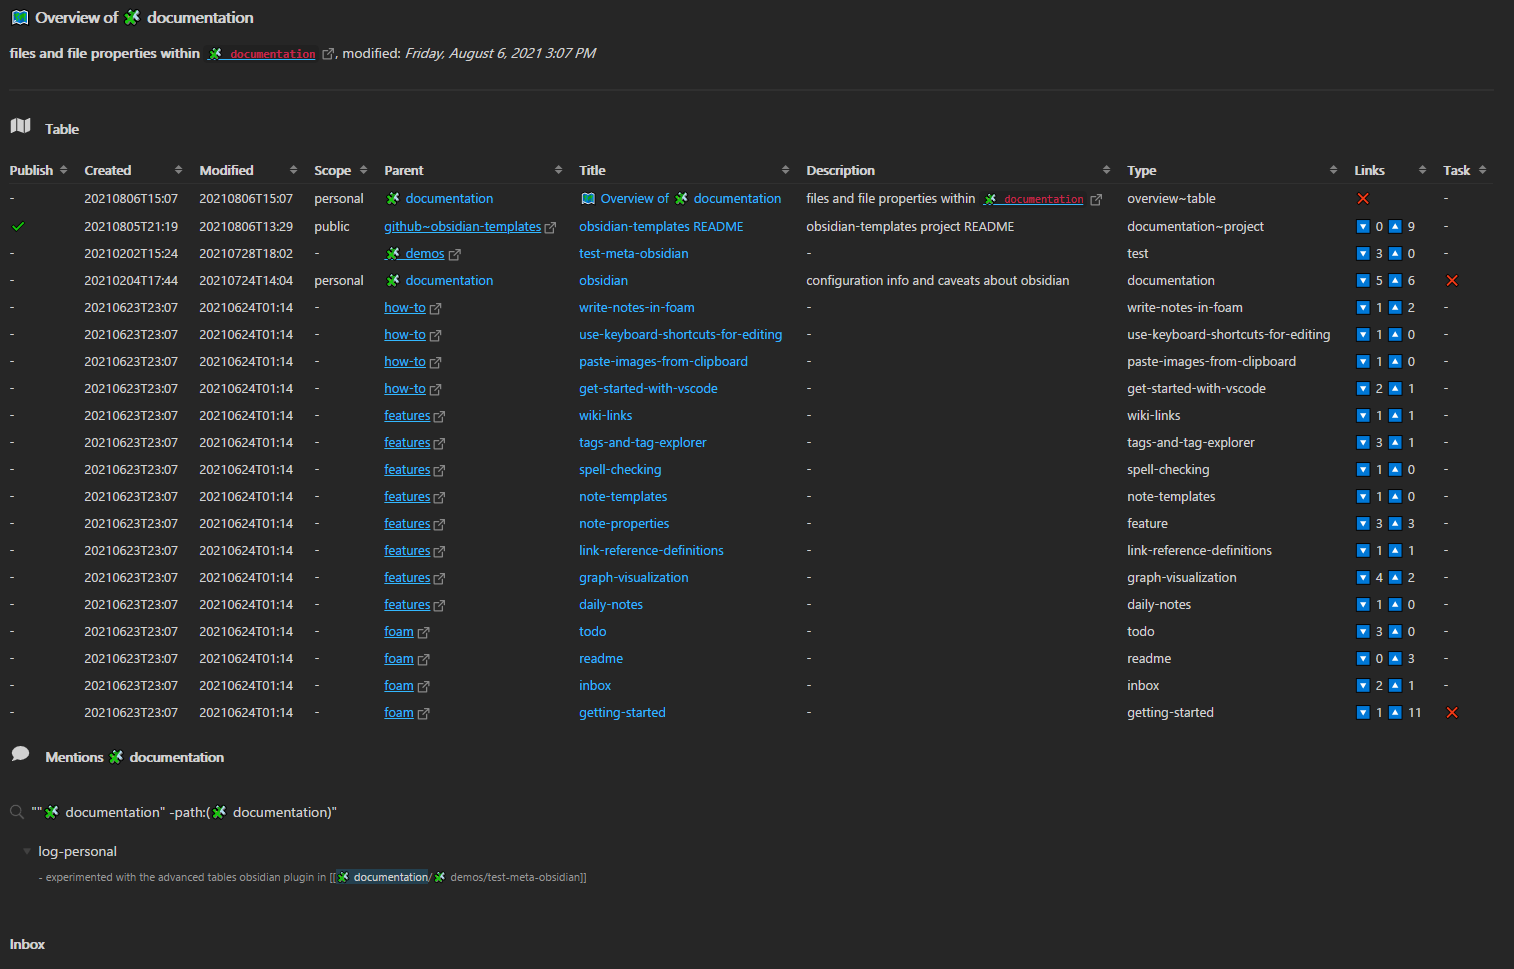 Overview of documentation
files and file properties within documentation, modified: Friday, August 6, 2021 3:07 PM
Table
Publish Created Modified Scope Parent Title Description Type Links Task
- 20210806T15:07 20210806T15:07 personal documentation Overview of documentation files and file properties within documentation overview~table ❌ -
✓ 20210805T21:19 20210806T13:29 public github~obsidian-templates obsidian-templates README obsidian-templates project README documentation~project 🔽 0 🔼 9 -
- 20210202T15:24 20210728T18:02 - demos test-meta-obsidian - test 🔽 3 🔼 0 -
- 20210204T17:44 20210724T14:04 personal documentation obsidian configuration info and caveats about obsidian documentation 🔽 5 🔼 6 ❌
- 20210623T23:07 20210624T01:14 - how-to write-notes-in-foam - write-notes-in-foam 🔽 1 🔼 2 -
- 20210623T23:07 20210624T01:14 - how-to use-keyboard-shortcuts-for-editing - use-keyboard-shortcuts-for-editing 🔽 1 🔼 0 -
- 20210623T23:07 20210624T01:14 - how-to paste-images-from-clipboard - paste-images-from-clipboard 🔽 1 🔼 0 -
- 20210623T23:07 20210624T01:14 - how-to get-started-with-vscode - get-started-with-vscode 🔽 2 🔼 1 -
- 20210623T23:07 20210624T01:14 - features wiki-links - wiki-links 🔽 1 🔼 1 -
- 20210623T23:07 20210624T01:14 - features tags-and-tag-explorer - tags-and-tag-explorer 🔽 3 🔼 1 -
- 20210623T23:07 20210624T01:14 - features spell-checking - spell-checking 🔽 1 🔼 0 -
- 20210623T23:07 20210624T01:14 - features note-templates - note-templates 🔽 1 🔼 0 -
- 20210623T23:07 20210624T01:14 - features note-properties - feature 🔽 3 🔼 3 -
- 20210623T23:07 20210624T01:14 - features link-reference-definitions - link-reference-definitions 🔽 1 🔼 1 -
- 20210623T23:07 20210624T01:14 - features graph-visualization - graph-visualization 🔽 4 🔼 2 -
- 20210623T23:07 20210624T01:14 - features daily-notes - daily-notes 🔽 1 🔼 0 -
- 20210623T23:07 20210624T01:14 - foam todo - todo 🔽 3 🔼 0 -
- 20210623T23:07 20210624T01:14 - foam readme - readme 🔽 0 🔼 3 -
- 20210623T23:07 20210624T01:14 - foam inbox - inbox 🔽 2 🔼 1 -
- 20210623T23:07 20210624T01:14 - foam getting-started - getting-started 🔽 1 🔼 11 ❌
Mentions documentation
"" documentation" -path:( documentation)"
log-personal
- experimented with the advanced tables obsidian plugin in [[ documentation/ demos/test-meta-obsidian]]
Inbox